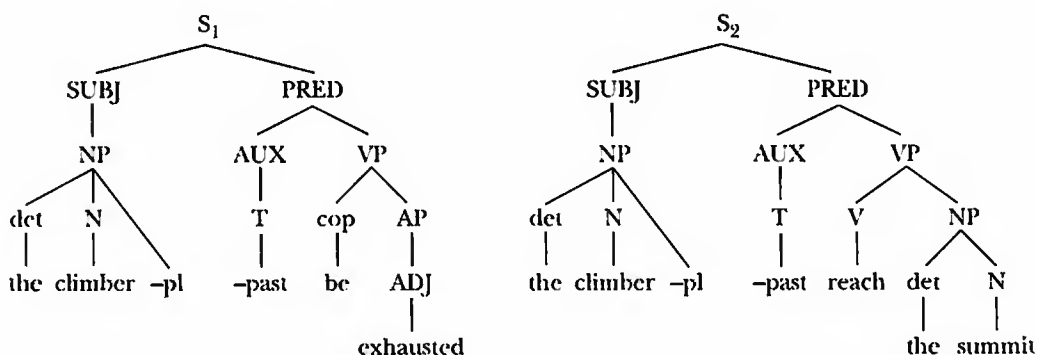 S₁ S₂
SUBJ PRED SUBJ PRED
NP AUX VP NP AUX VP
det N T cop AP det N T V NP
the climber –pl –past be ADJ the climber –pl –past reach det N
exhausted the summit